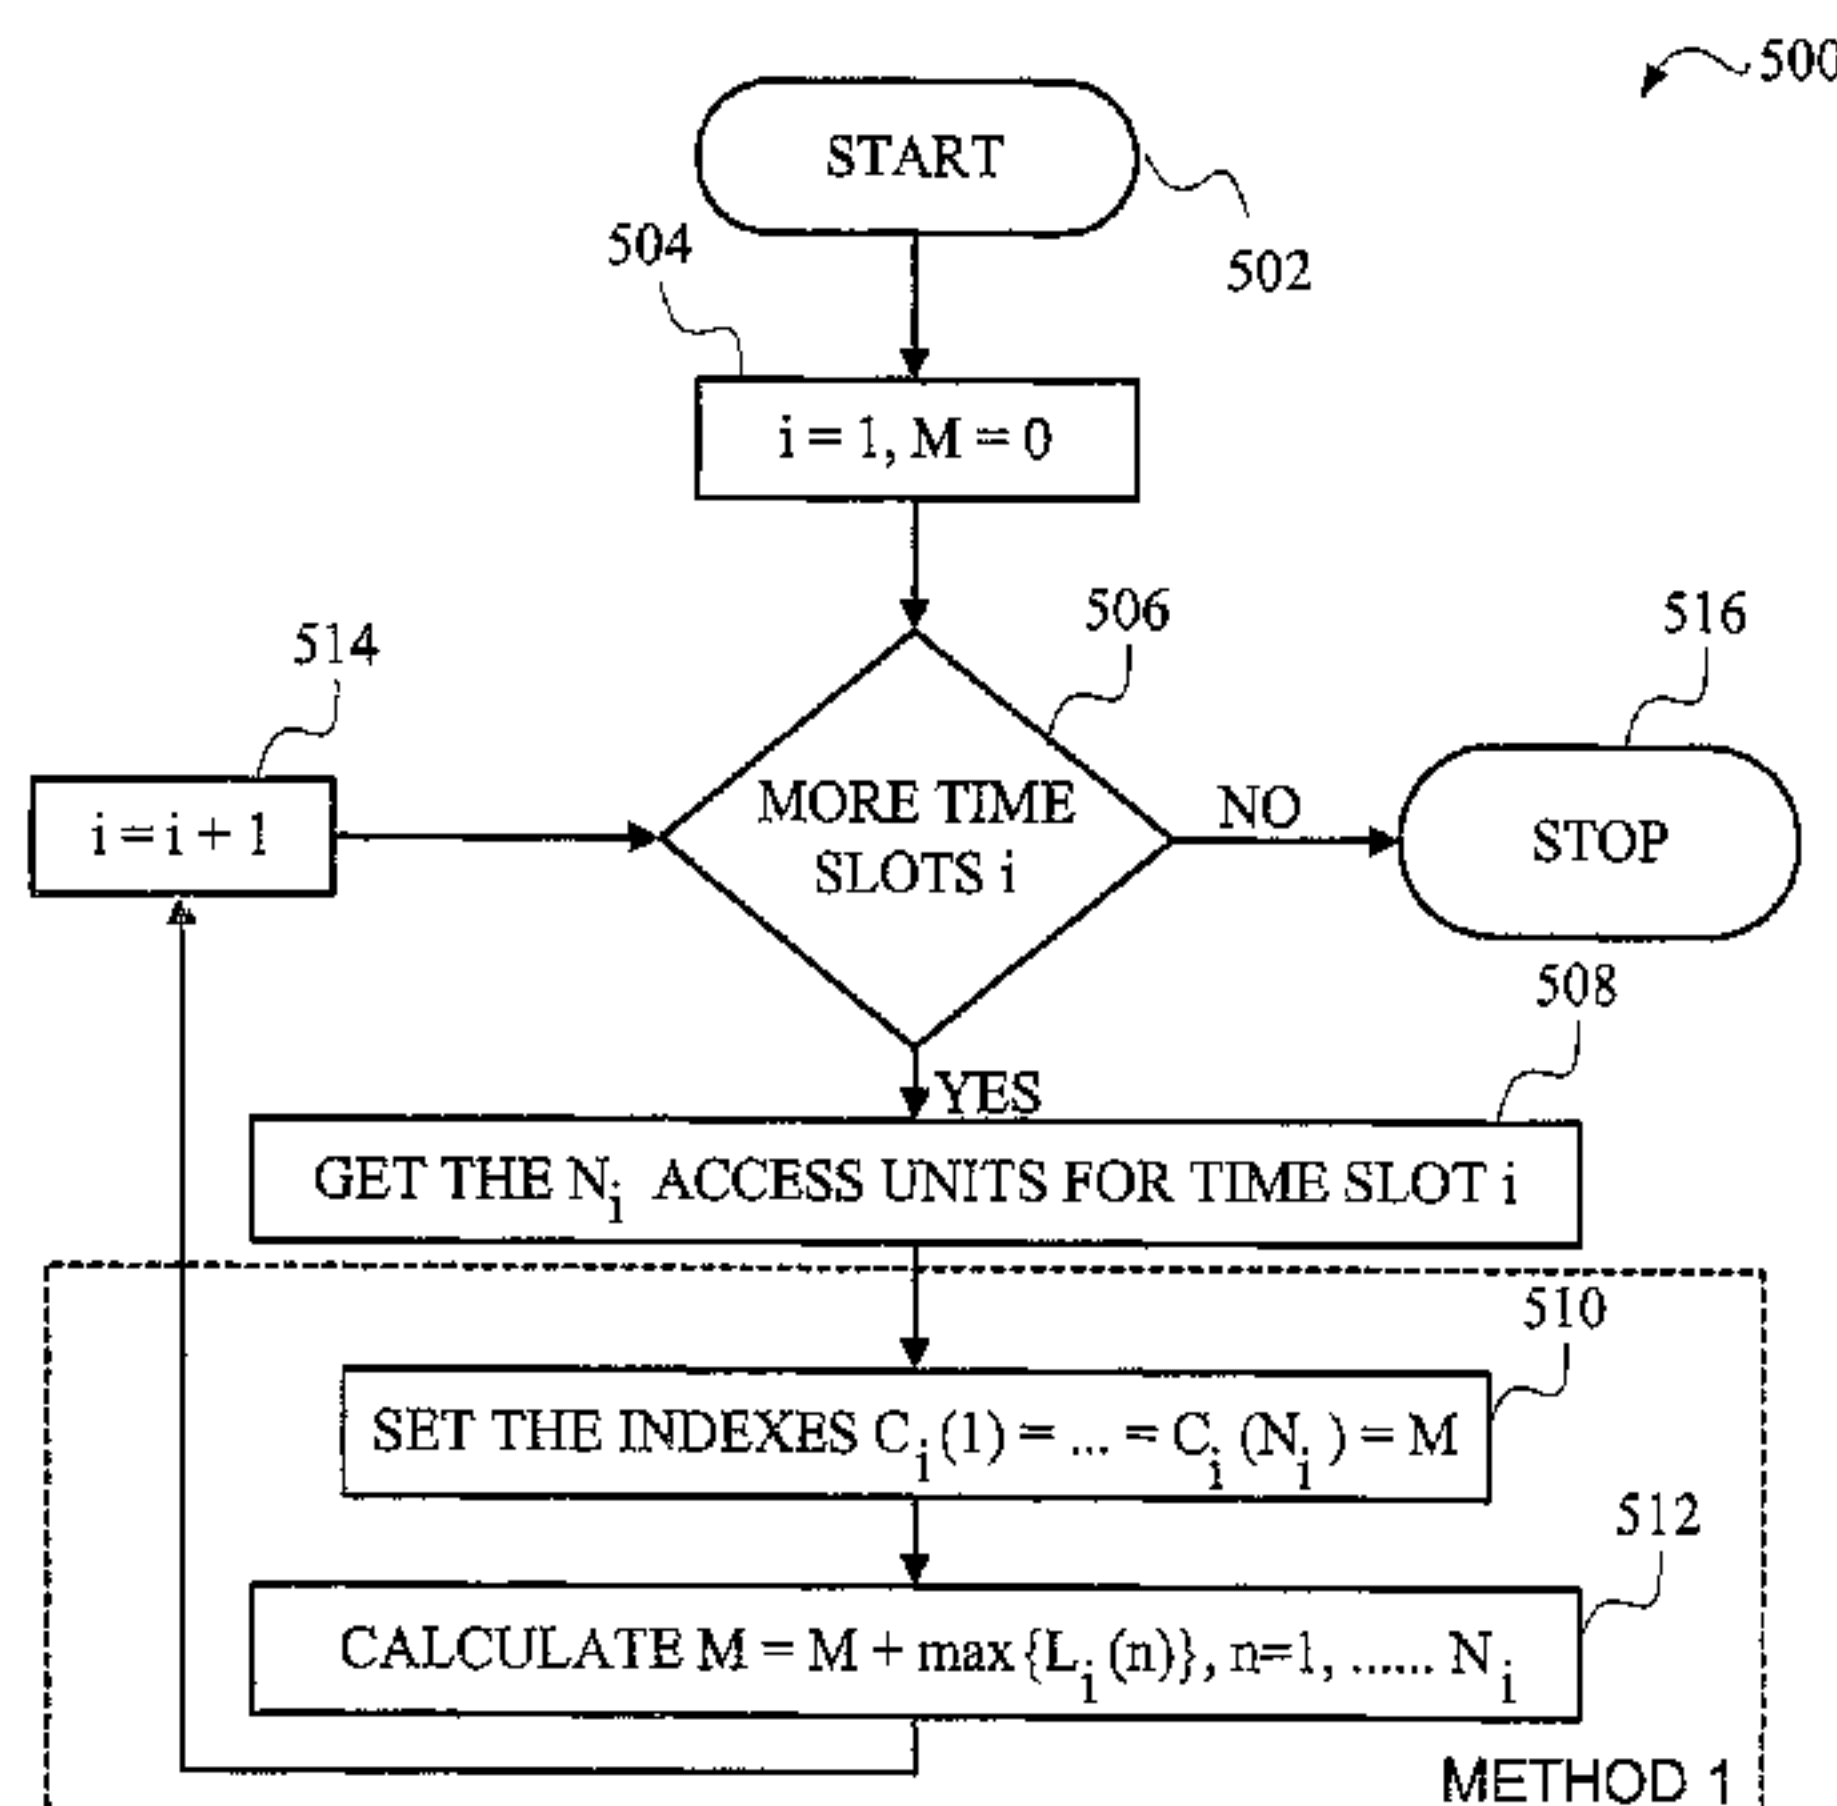 500
START
502
504
i = 1, M = 0
506
516
514
MORE TIME
SLOTS i
NO
STOP
i = i + 1
508
YES
GET THE Nᵢ ACCESS UNITS FOR TIME SLOT i
510
SET THE INDEXES Cᵢ(1) = ... = Cᵢ (Nᵢ ) = M
512
CALCULATE M = M + max{Lᵢ(n)}, n=1, ...... Nᵢ
METHOD 1